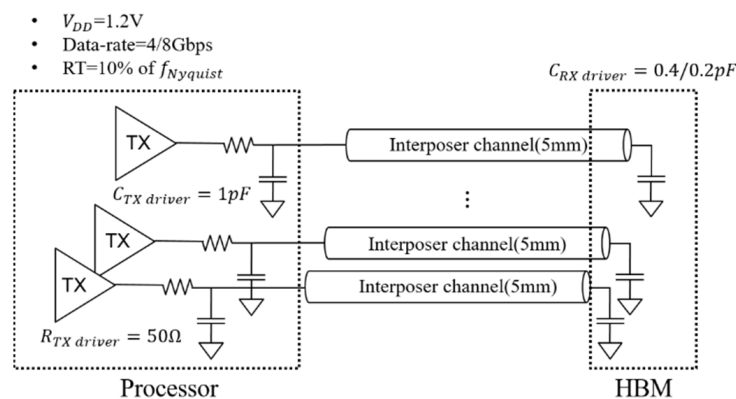 • V_DD=1.2V
• Data-rate=4/8Gbps
• RT=10% of f_Nyquist
C_RX driver = 0.4/0.2pF
TX
Interposer channel(5mm)
C_TX driver = 1pF
⋮
TX
Interposer channel(5mm)
TX
Interposer channel(5mm)
R_TX driver = 50Ω
Processor
HBM